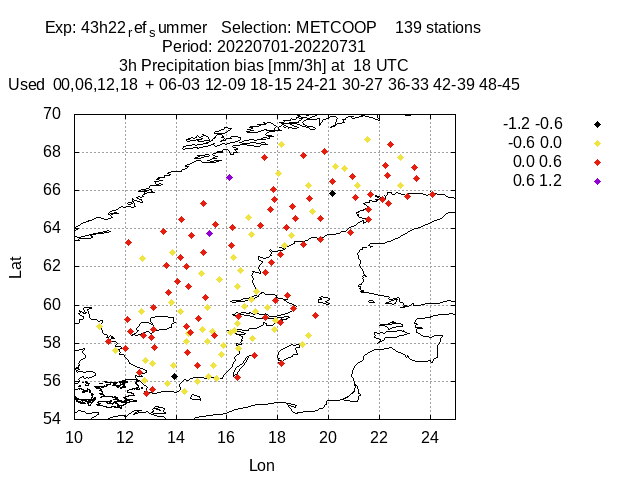 Exp: 43h22ref_summer Selection: METCOOP 139 stations
Period: 20220701-20220731
3h Precipitation bias [mm/3h] at 18 UTC
Used 00,06,12,18 + 06-03 12-09 18-15 24-21 30-27 36-33 42-39 48-45
-1.2 -0.6
-0.6 0.0
0.0 0.6
0.6 1.2
70
68
66
64
62
60
58
56
54
Lat
10 12 14 16 18 20 22 24
Lon